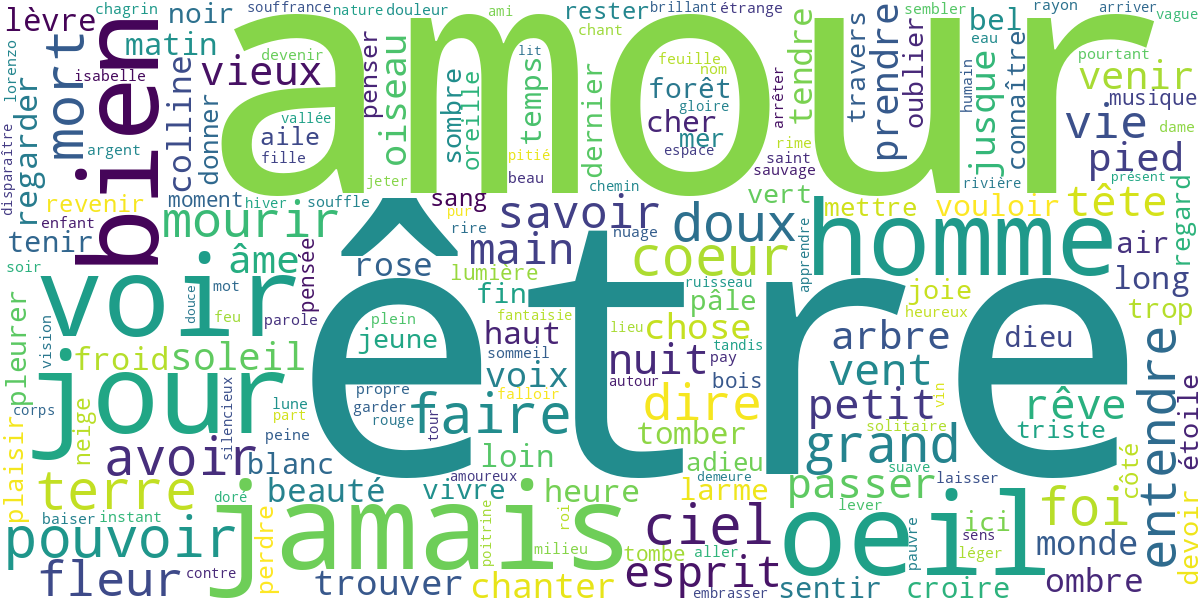 lèvre
chagrin
noir
souffrance
nature
douleur
ami
rester
brillant
étrange
sembler
rayon
arriver
vague
amour
bien
matin
vieux
devenir
penser
oiseau
lit
chant
feuille
nom
tendre
travers
prendre
oublier
bel
eau
pourtant
venir
lorenzo
isabelle
mort
regarder
colline
donner
vallée
aile
fille
sombre
oreille
temps
dernier
forêt
gloire
cher
mer
espace
arrêter
rime
saint
sauvage
humain
jusque
connaître
musique
vie
dame
pied
disparaître
argent
jeter
pitié
beau
chemin
rivière
présent
revenir
moment
hiver
souffle
sang
pur
rire
savoir
nuage
vert
mettre
vouloir
tête
enfant
tenir
mourir
âme
pensée
rose
main
doux
coeur
apprendre
homme
air
regard
soir
voir
être
lumière
ruisseau
long
douce
mot
feu
parole
plein
jeune
fin
fantaisie
haut
lieu
pâle
chose
joie
heureux
arbre
dieu
trop
pleurer
vision
froid
soleil
sommeil
voix
nuit
autour
tandis
pay
bois
vent
entendre
jour
corps
silencieux
lune
part
peine
propre
garder
rouge
faire
tour
falloir
dire
tomber
petit
vin
solitaire
rêve
triste
grand
étoile
plaisir
neige
avoir
blanc
loin
adieu
suave
laisser
côté
terre
doré
beauté
vivre
amoureux
heure
larme
demeure
passer
lever
foi
devoir
baiser
instant
jamais
poitrine
roi
ciel
oeil
pauvre
ici
sens
léger
monde
pouvoir
perdre
milieu
tombe
aller
fleur
contre
trouver
chanter
esprit
embrasser
sentir
croire
ombre